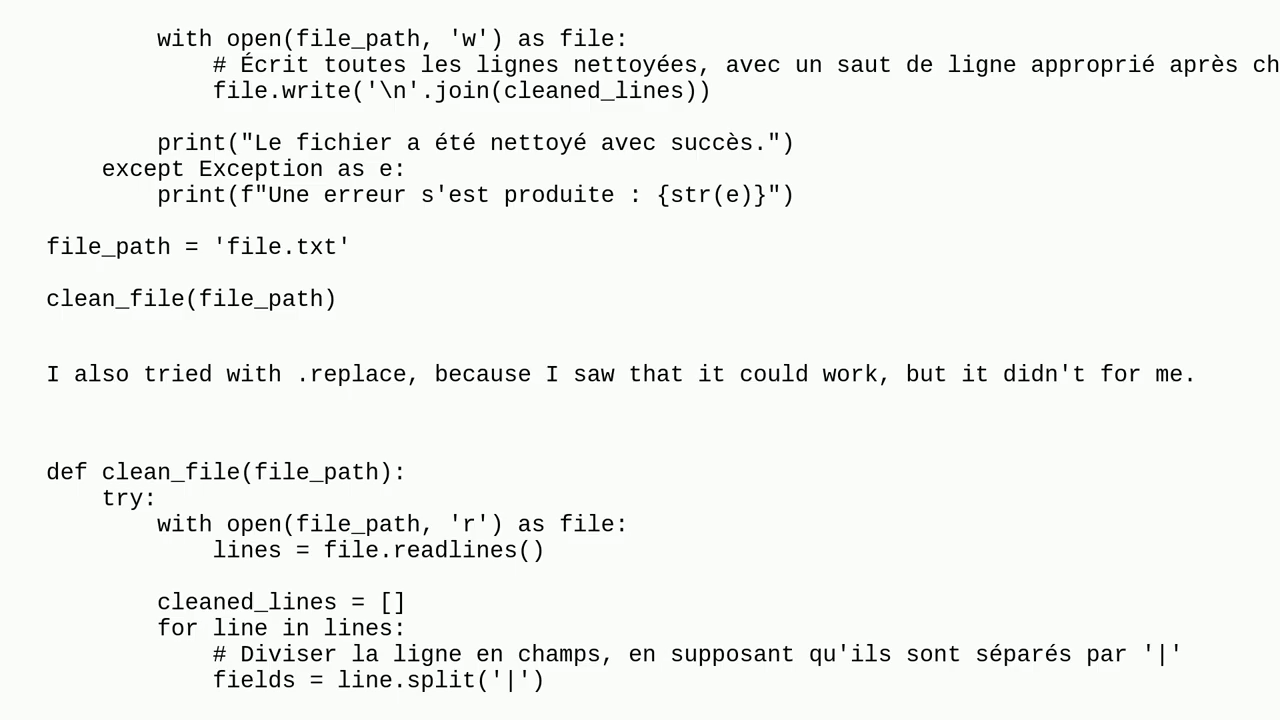 with open(file_path, 'w') as file:
# Écrit toutes les lignes nettoyées, avec un saut de ligne approprié après ch
file.write('\n'.join(cleaned_lines))
print("Le fichier a été nettoyé avec succès.")
except Exception as e:
print(f"Une erreur s'est produite : {str(e)}")
file_path = 'file.txt'
clean_file(file_path)
I also tried with .replace, because I saw that it could work, but it didn't for me.
def clean_file(file_path):
try:
with open(file_path, 'r') as file:
lines = file.readlines()
cleaned_lines = []
for line in lines:
# Diviser la ligne en champs, en supposant qu'ils sont séparés par '|'
fields = line.split('|')